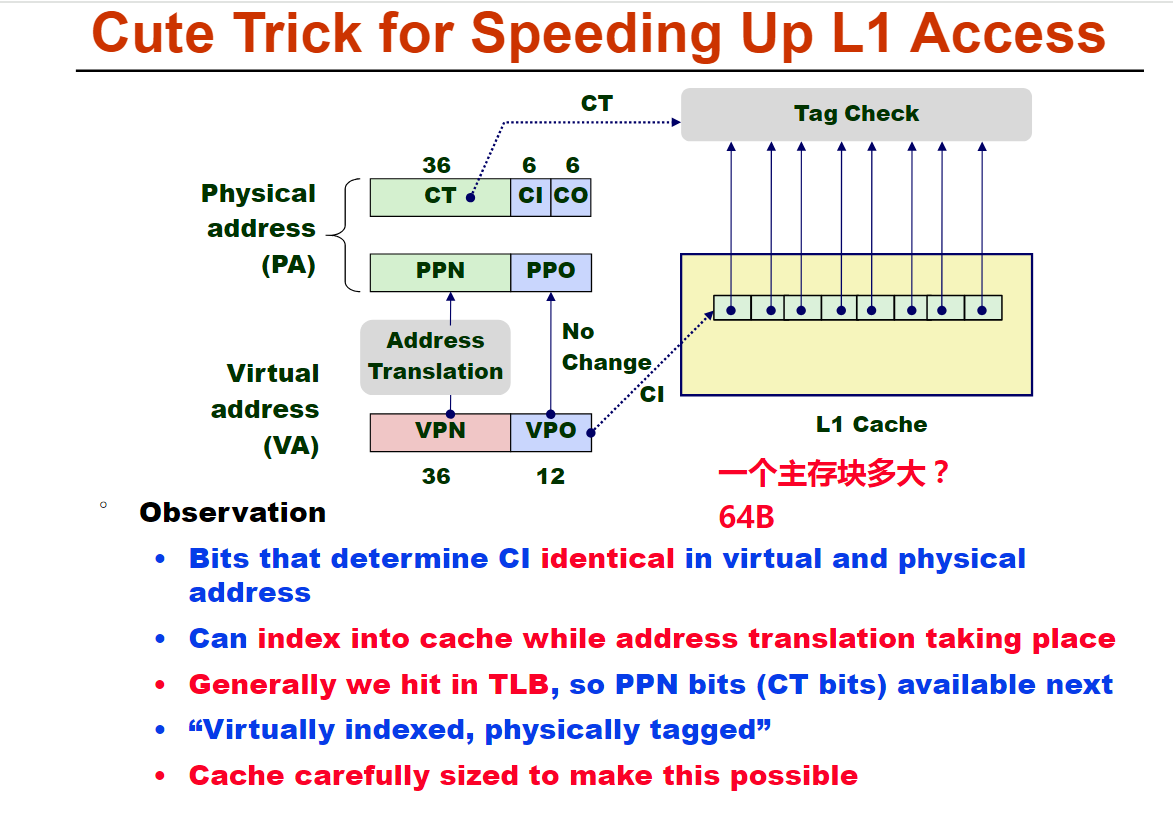 Cute Trick for Speeding Up L1 Access
CT
Tag Check
36 6 6
CT CI CO
Physical
address
(PA)
PPN PPO
Address
Translation
No
Change
CI
Virtual
address
(VA)
VPN VPO
36 12
L1 Cache
一个主存块多大？
64B
Observation
• Bits that determine CI identical in virtual and physical
address
• Can index into cache while address translation taking place
• Generally we hit in TLB, so PPN bits (CT bits) available next
• “Virtually indexed, physically tagged”
• Cache carefully sized to make this possible